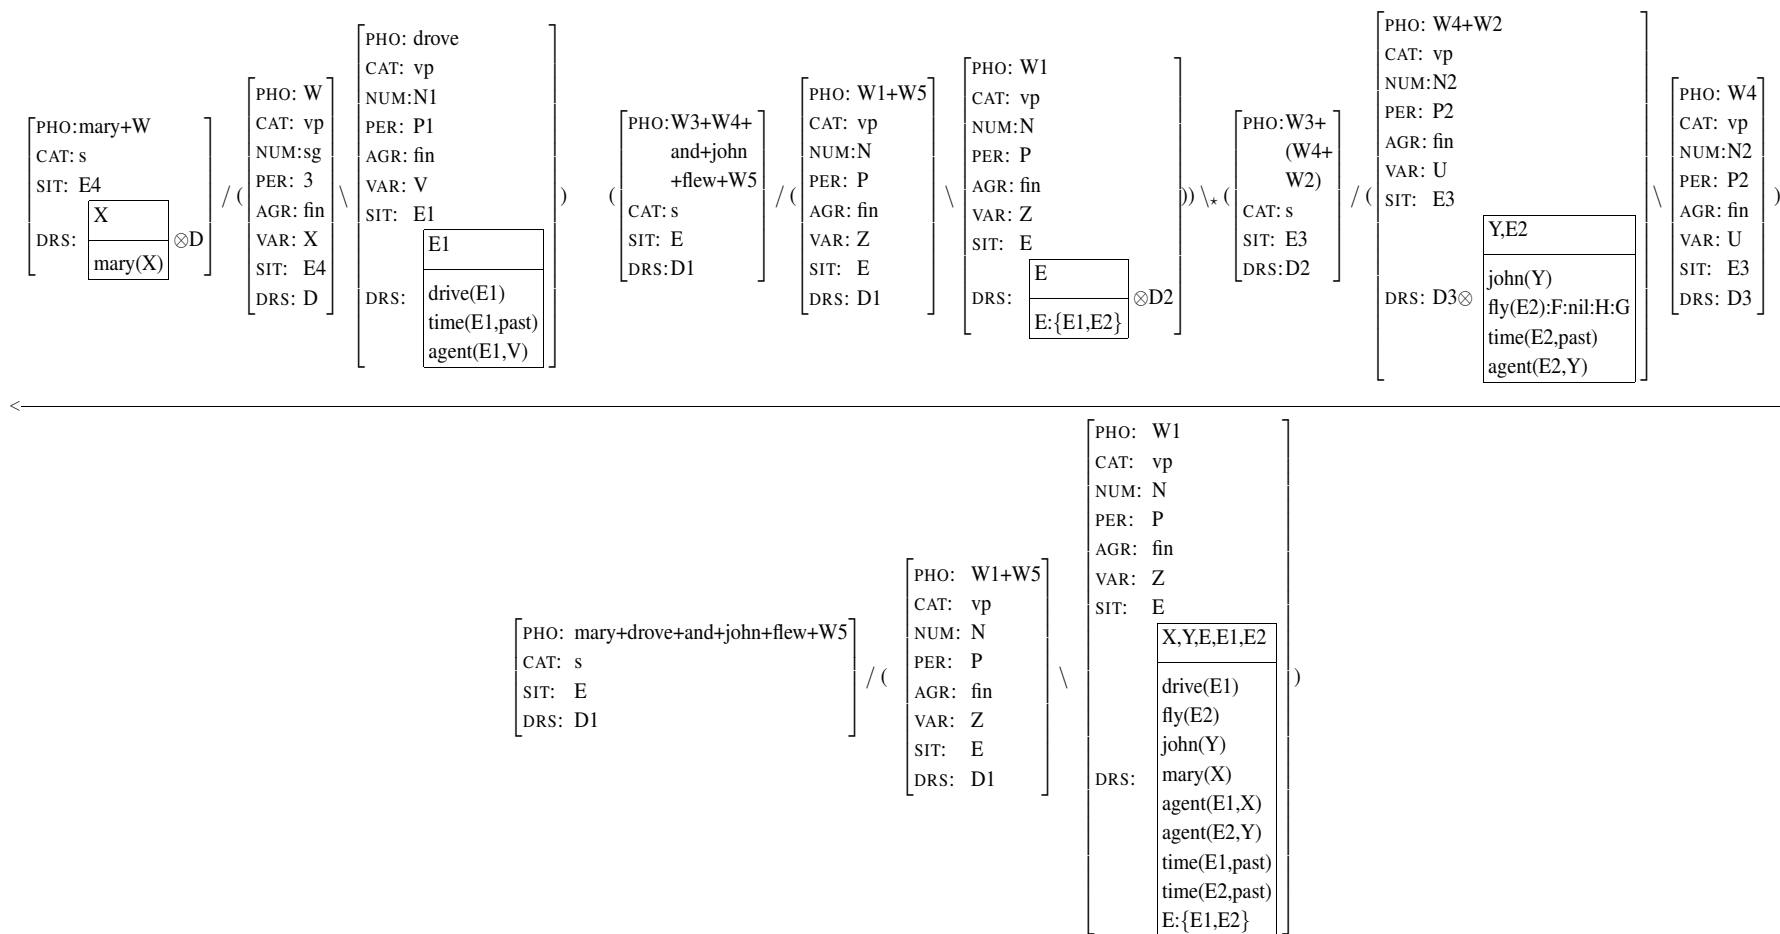 [PHO:mary+W
CAT: s
SIT: E4
DRS: X
mary(X) ⊗D]
/ (
[PHO: W
CAT: vp
NUM:sg
PER: 3
AGR: fin
VAR: X
SIT: E4
DRS: D]
\
[PHO: drove
CAT: vp
NUM:N1
PER: P1
AGR: fin
VAR: V
SIT: E1
DRS: E1
drive(E1)
time(E1,past)
agent(E1,V)]
)
(
[PHO:W3+W4+
and+john
+flew+W5
CAT: s
SIT: E
DRS:D1]
/ (
[PHO: W1+W5
CAT: vp
NUM:N
PER: P
AGR: fin
VAR: Z
SIT: E
DRS: D1]
\
[PHO: W1
CAT: vp
NUM:N
PER: P
AGR: fin
VAR: Z
SIT: E
DRS: E
E:{E1,E2} ⊗D2]
)) \⋆ (
[PHO:W3+
(W4+
W2)
CAT: s
SIT: E3
DRS:D2]
/ (
[PHO: W4+W2
CAT: vp
NUM:N2
PER: P2
AGR: fin
VAR: U
SIT: E3
DRS: D3⊗ Y,E2
john(Y)
fly(E2):F:nil:H:G
time(E2,past)
agent(E2,Y)]
\
[PHO: W4
CAT: vp
NUM:N2
PER: P2
AGR: fin
VAR: U
SIT: E3
DRS: D3]
)
<
[PHO: mary+drove+and+john+flew+W5
CAT: s
SIT: E
DRS: D1]
/ (
[PHO: W1+W5
CAT: vp
NUM: N
PER: P
AGR: fin
VAR: Z
SIT: E
DRS: D1]
\
[PHO: W1
CAT: vp
NUM: N
PER: P
AGR: fin
VAR: Z
SIT: E
DRS: X,Y,E,E1,E2
drive(E1)
fly(E2)
john(Y)
mary(X)
agent(E1,X)
agent(E2,Y)
time(E1,past)
time(E2,past)
E:{E1,E2}]
)